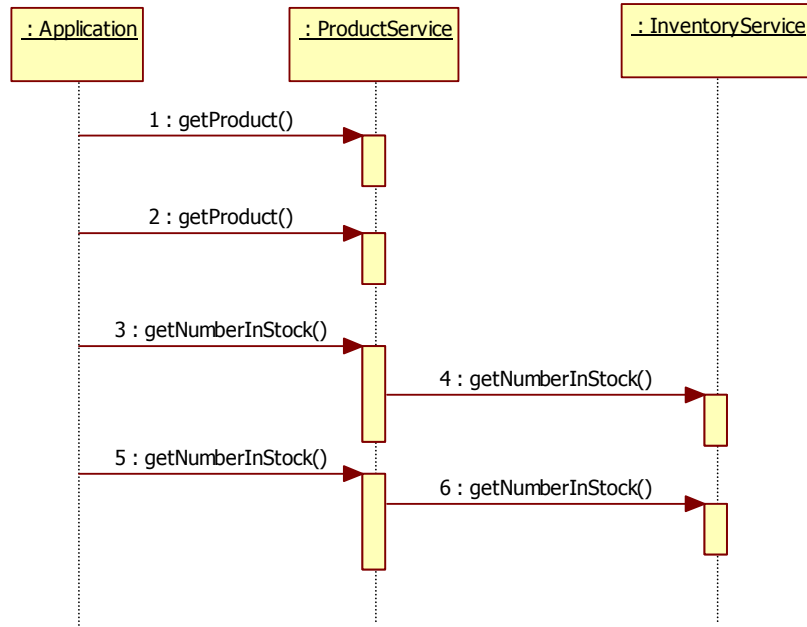 : Application
: ProductService
: InventoryService
1 : getProduct()
2 : getProduct()
3 : getNumberInStock()
4 : getNumberInStock()
5 : getNumberInStock()
6 : getNumberInStock()